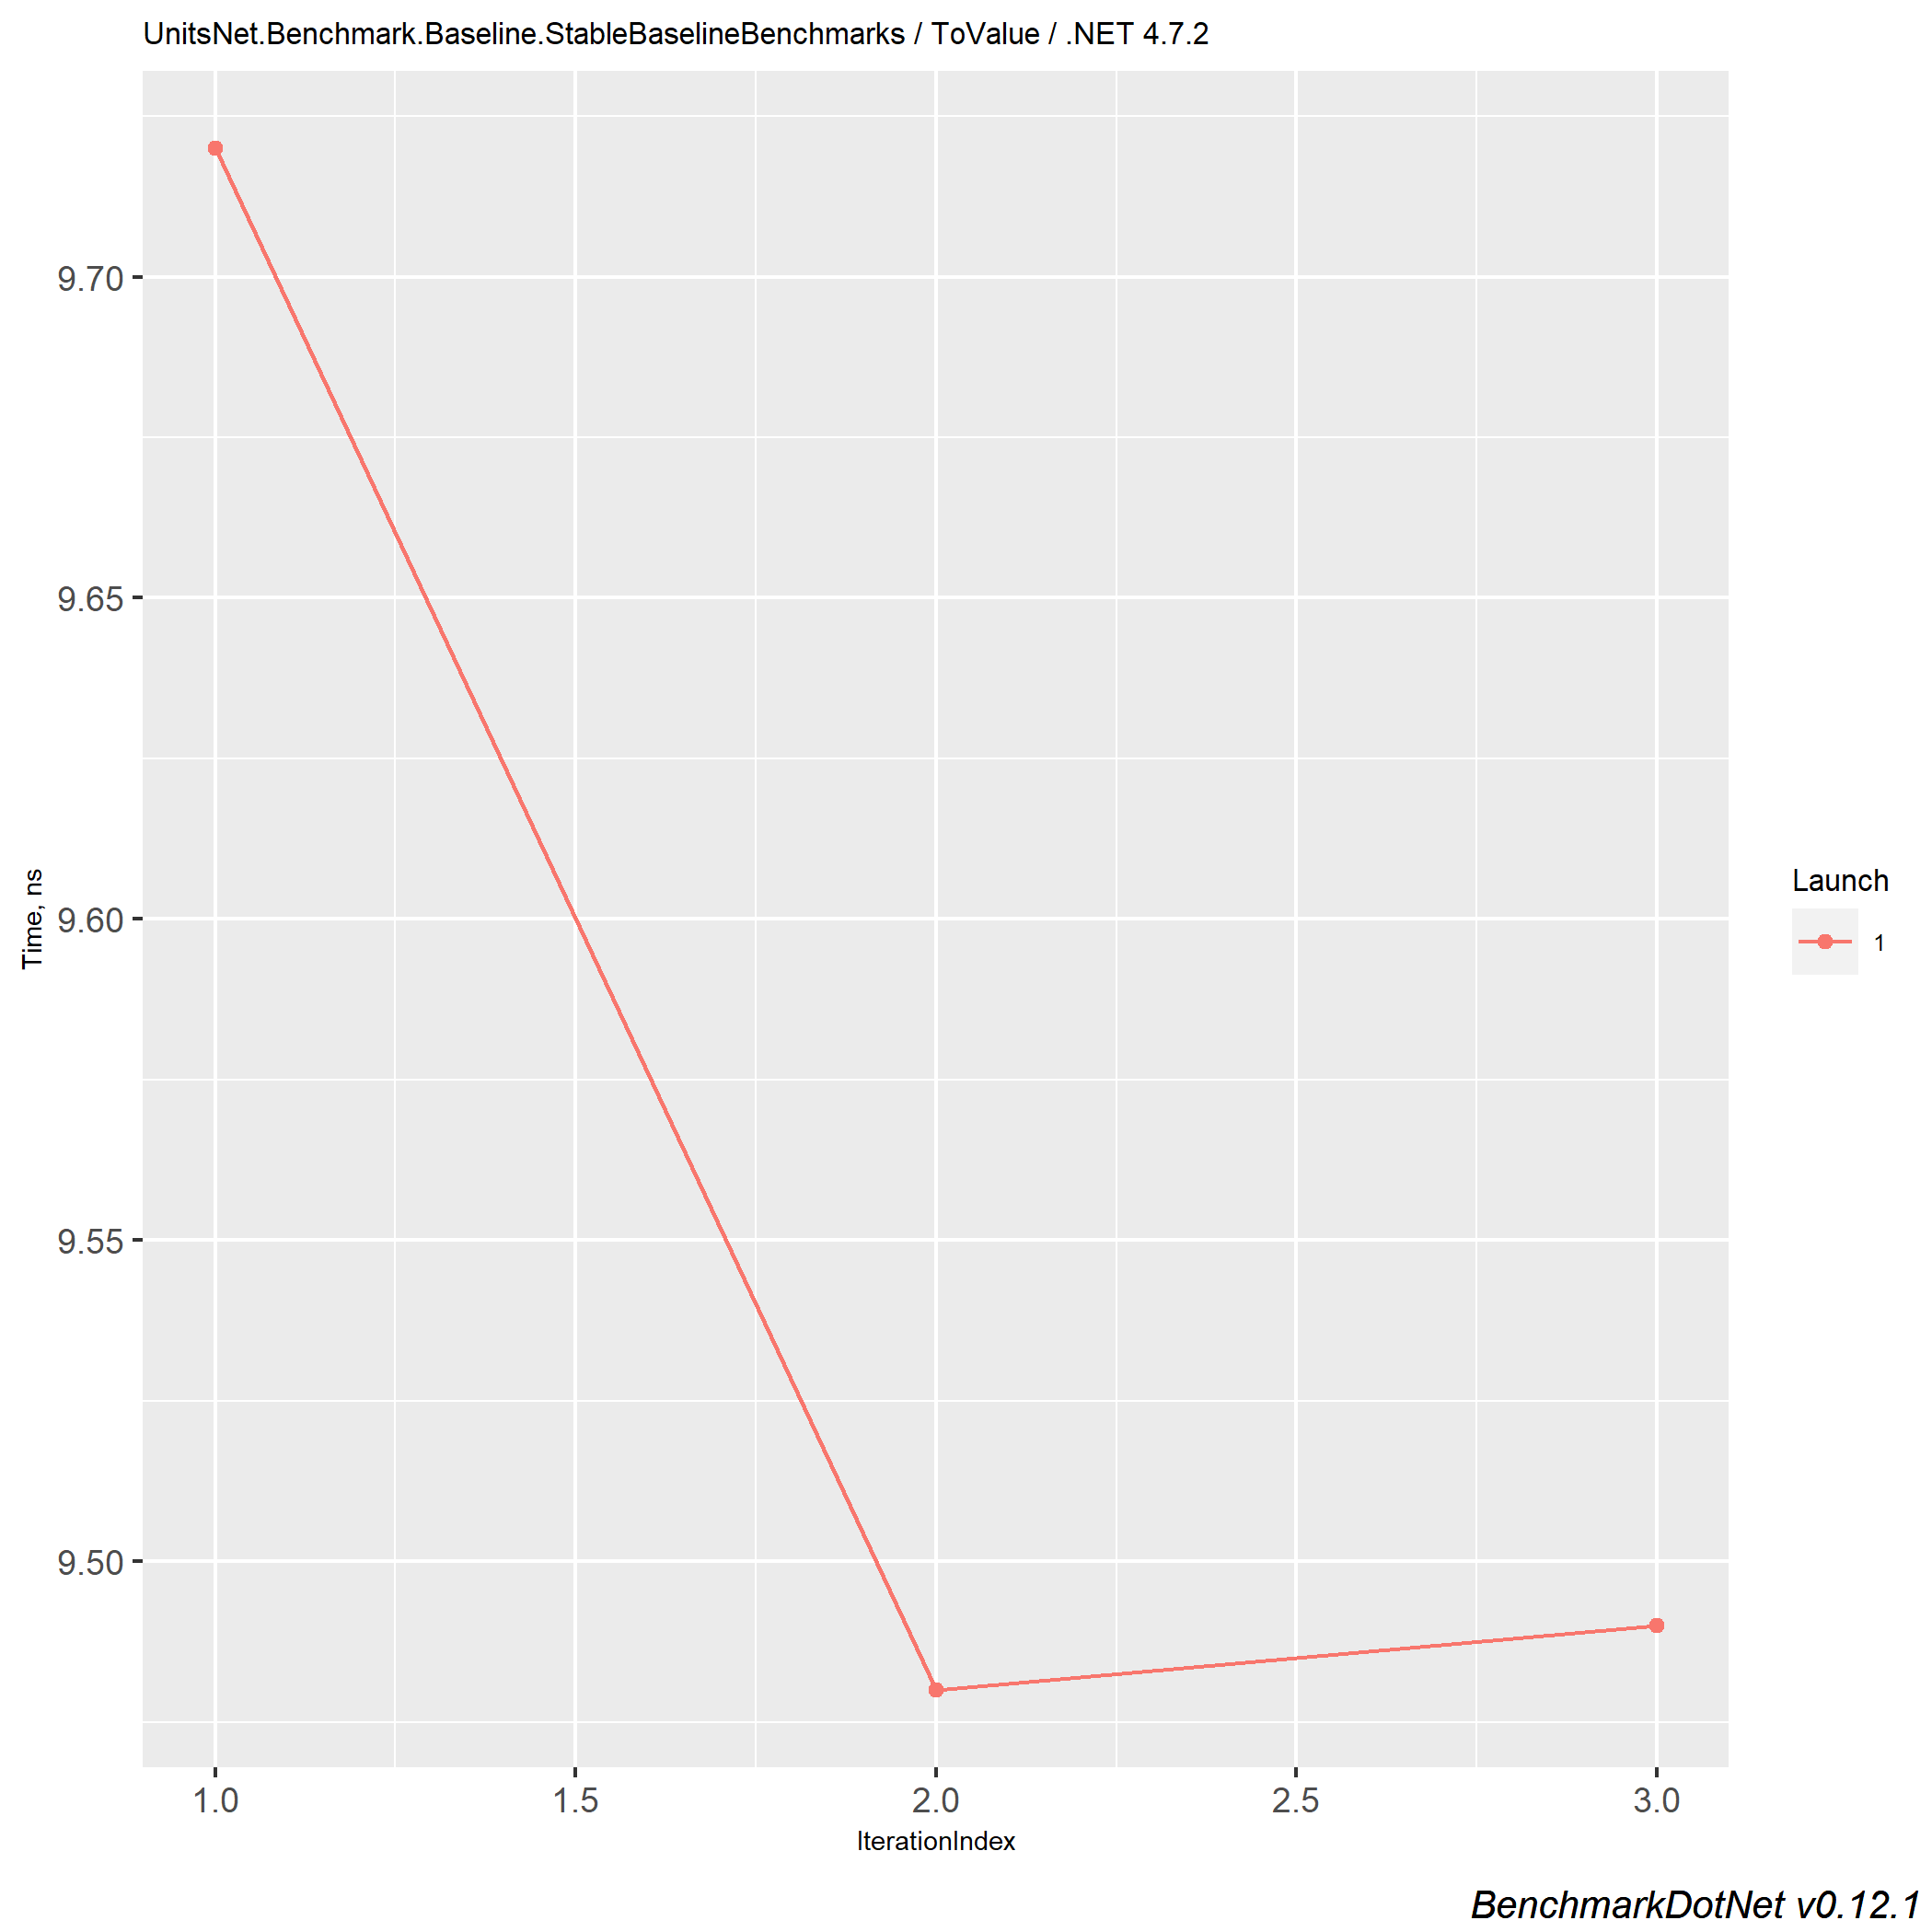 UnitsNet.Benchmark.Baseline.StableBaselineBenchmarks / ToValue / .NET 4.7.2
9.70
9.65
9.60
9.55
9.50
Time, ns
1.0 1.5 2.0 2.5 3.0
IterationIndex
Launch
1
BenchmarkDotNet v0.12.1